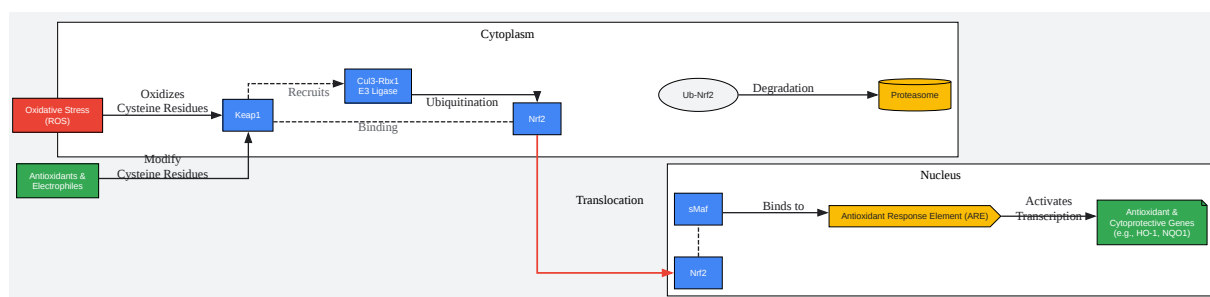 Cytoplasm
Oxidative Stress
(ROS)
Oxidizes
Cysteine Residues
Keap1
Recruits
Cul3-Rbx1
E3 Ligase
Ubiquitination
Binding
Nrf2
Ub-Nrf2
Degradation
Proteasome
Antioxidants &
Electrophiles
Modify
Cysteine Residues
Translocation
Nucleus
sMaf
Binds to
Antioxidant Response Element (ARE)
Activates
Transcription
Antioxidant &
Cytoprotective Genes
(e.g., HO-1, NQO1)
Nrf2